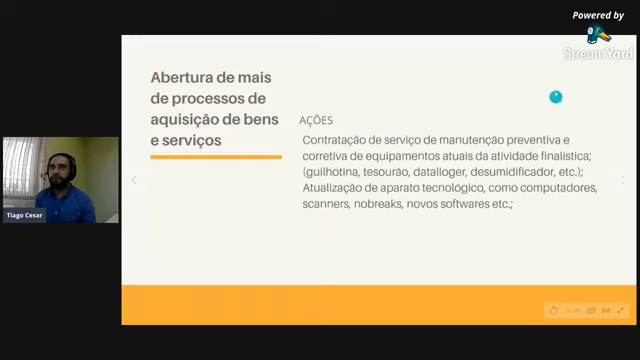 Powered by
StreamYard
Abertura de mais
de processos de
aquisição de bens
e serviços
AÇÕES
Contratação de serviço de manutenção preventiva e
corretiva de equipamentos atuais da atividade finalística;
(guilhotina, tesourão, datalloger, desumidificador, etc.);
Atualização de aparato tecnológico, como computadores,
scanners, nobreaks, novos softwares etc.;
Tiago Cesar